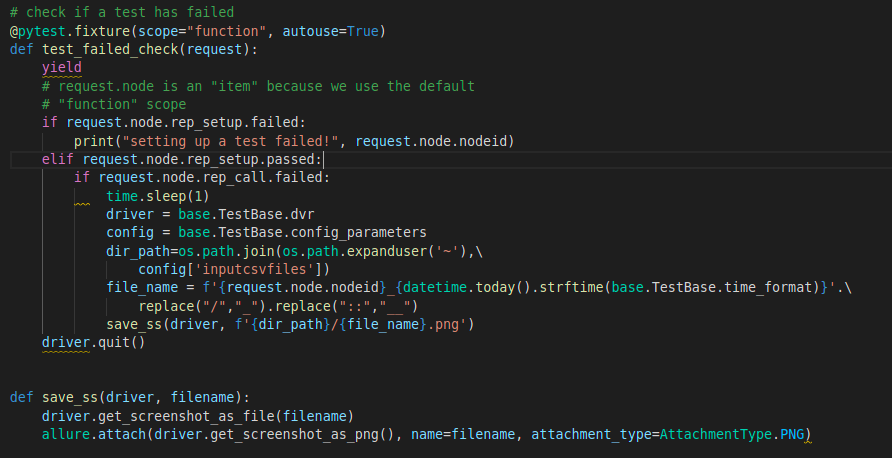 # check if a test has failed
@pytest.fixture(scope="function", autouse=True)
def test_failed_check(request):
    yield
    # request.node is an "item" because we use the default
    # "function" scope
    if request.node.rep_setup.failed:
        print("setting up a test failed!", request.node.nodeid)
    elif request.node.rep_setup.passed:
        if request.node.rep_call.failed:
            time.sleep(1)
            driver = base.TestBase.dvr
            config = base.TestBase.config_parameters
            dir_path=os.path.join(os.path.expanduser('~'),\
                config['inputcsvfiles'])
            file_name = f'{request.node.nodeid}_{datetime.today().strftime(base.TestBase.time_format)}'.\
                replace("/","_").replace("::","__")
            save_ss(driver, f'{dir_path}/{file_name}.png')
    driver.quit()
def save_ss(driver, filename):
    driver.get_screenshot_as_file(filename)
    allure.attach(driver.get_screenshot_as_png(), name=filename, attachment_type=AttachmentType.PNG)